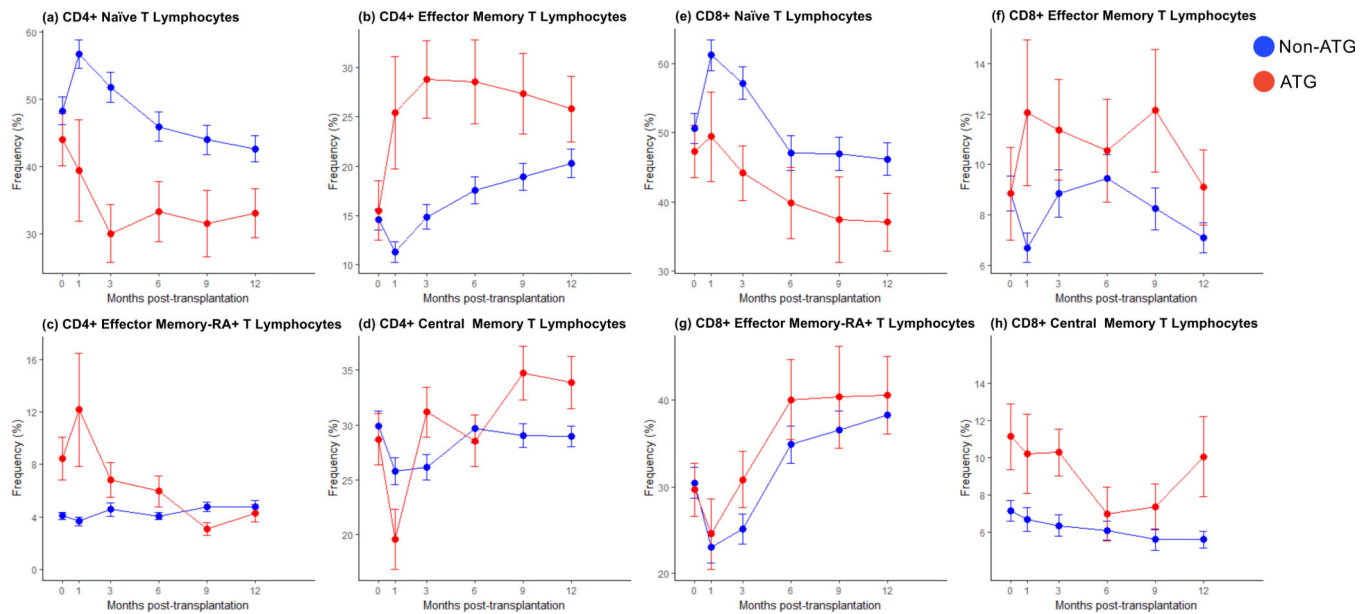 (a) CD4+ Naïve T Lymphocytes
Frequency (%)
60
50
40
30
0 1 3 6 9 12
Months post-transplantation
(b) CD4+ Effector Memory T Lymphocytes
Frequency (%)
30
25
20
15
10
0 1 3 6 9 12
Months post-transplantation
(e) CD8+ Naïve T Lymphocytes
Frequency (%)
60
50
40
30
0 1 3 6 9 12
Months post-transplantation
(f) CD8+ Effector Memory T Lymphocytes
Frequency (%)
14
12
10
8
6
0 1 3 6 9 12
Months post-transplantation
Non-ATG
ATG
(c) CD4+ Effector Memory-RA+ T Lymphocytes
Frequency (%)
16
12
8
4
0
0 1 3 6 9 12
Months post-transplantation
(d) CD4+ Central  Memory T Lymphocytes
Frequency (%)
35
30
25
20
0 1 3 6 9 12
Months post-transplantation
(g) CD8+ Effector Memory-RA+ T Lymphocytes
Frequency (%)
40
30
20
0 1 3 6 9 12
Months post-transplantation
(h) CD8+ Central  Memory T Lymphocytes
Frequency (%)
14
12
10
8
6
0 1 3 6 9 12
Months post-transplantation